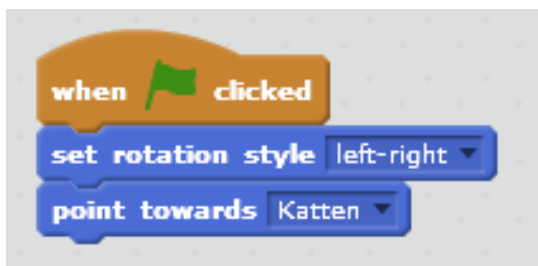 when clicked
set rotation style left-right
point towards Katten